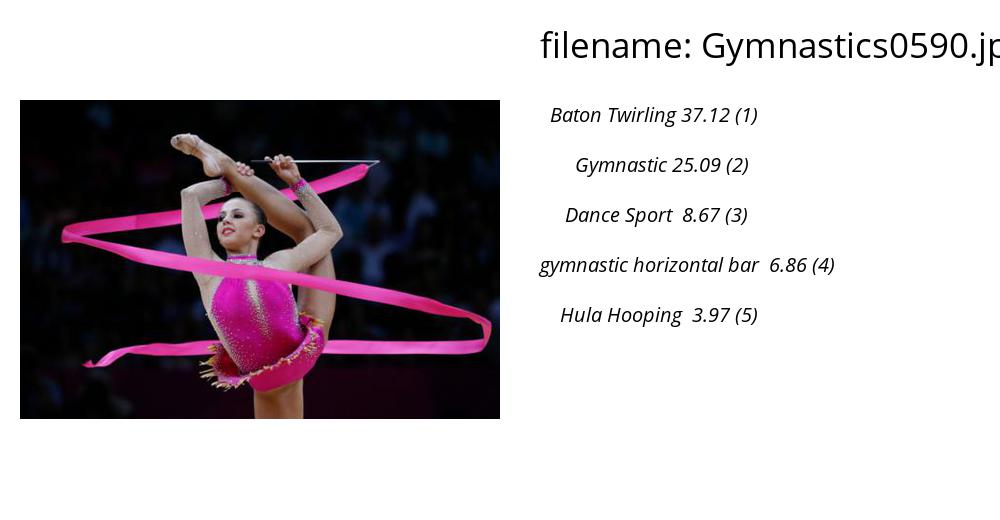 filename: Gymnastics0590.jp
Baton Twirling 37.12 (1)
Gymnastic 25.09 (2)
Dance Sport 8.67 (3)
gymnastic horizontal bar 6.86 (4)
Hula Hooping 3.97 (5)